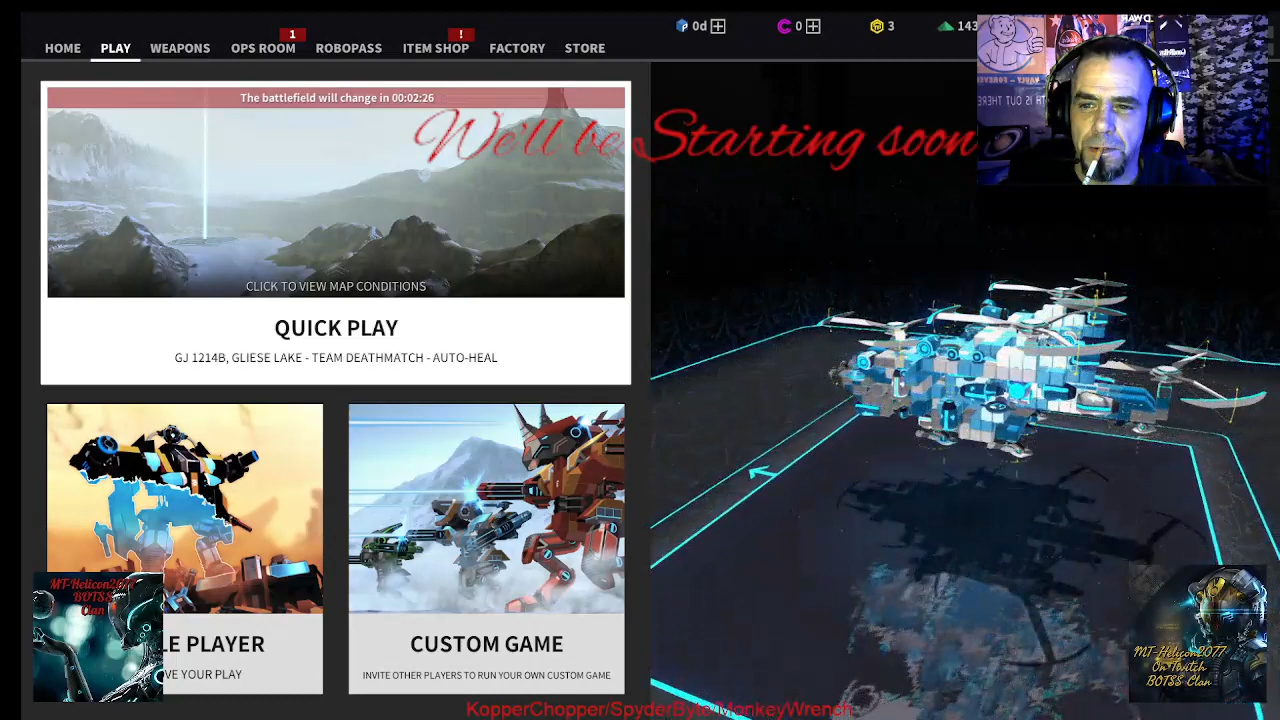 0d
0
3
143
1
!
HOME PLAY WEAPONS OPS ROOM ROBOPASS ITEM SHOP FACTORY STORE
The battlefield will change in 00:02:26
We'll be Starting soon
CLICK TO VIEW MAP CONDITIONS
QUICK PLAY
GJ 1214B, GLIESE LAKE - TEAM DEATHMATCH - AUTO-HEAL
MT-Helicon2077
BOTSS
Clan
LE PLAYER
VE YOUR PLAY
CUSTOM GAME
INVITE OTHER PLAYERS TO RUN YOUR OWN CUSTOM GAME
MT-Helicon2077
On Twitch
BOTSS Clan
KopperChopper/SpyderByte/MonkeyWrench